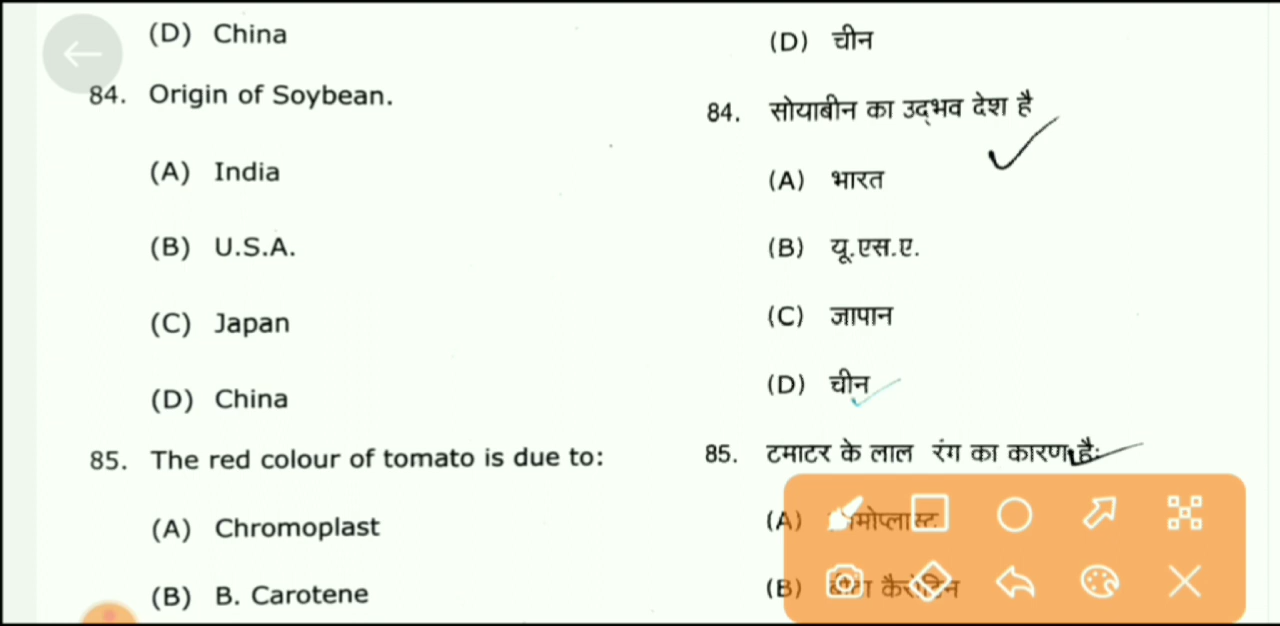 (D) China
84. Origin of Soybean.
(A) India
(B) U.S.A.
(C) Japan
(D) China
85. The red colour of tomato is due to:
(A) Chromoplast
(B) B. Carotene
(D) चीन
84. सोयाबीन का उद्भव देश है
(A) भारत
(B) यू.एस.ए.
(C) जापान
(D) चीन
85. टमाटर के लाल रंग का कारण है:
(A)
(B)